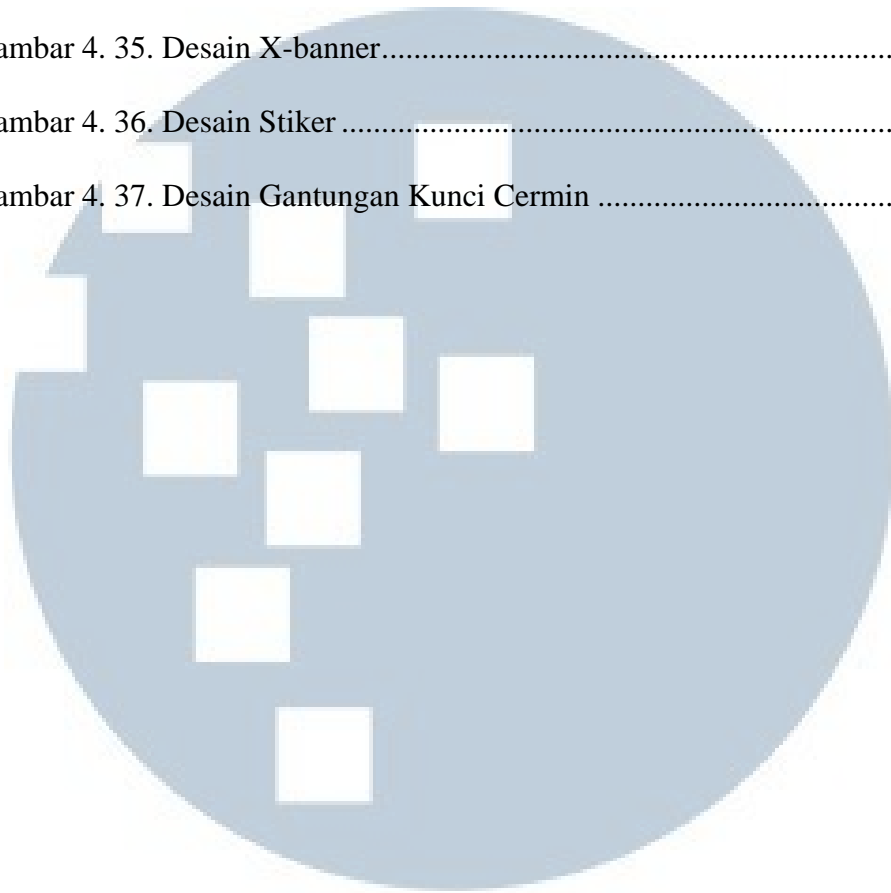 ambar 4. 35. Desain X-banner.......................................................................
ambar 4. 36. Desain Stiker ............................................................................
ambar 4. 37. Desain Gantungan Kunci Cermin .........................................